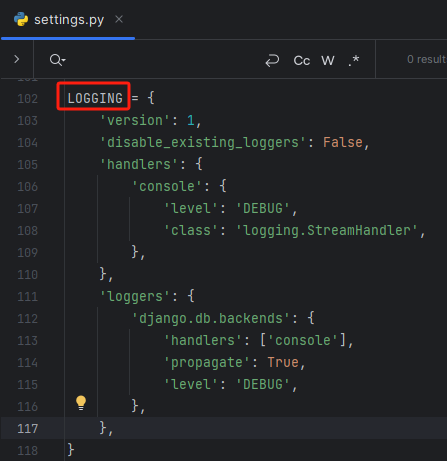 settings.py
Cc W .* 0 results
102 LOGGING = {
103 'version': 1,
104 'disable_existing_loggers': False,
105 'handlers': {
106 'console': {
107 'level': 'DEBUG',
108 'class': 'logging.StreamHandler',
109 },
110 },
111 'loggers': {
112 'django.db.backends': {
113 'handlers': ['console'],
114 'propagate': True,
115 'level': 'DEBUG',
116 },
117 },
118 }